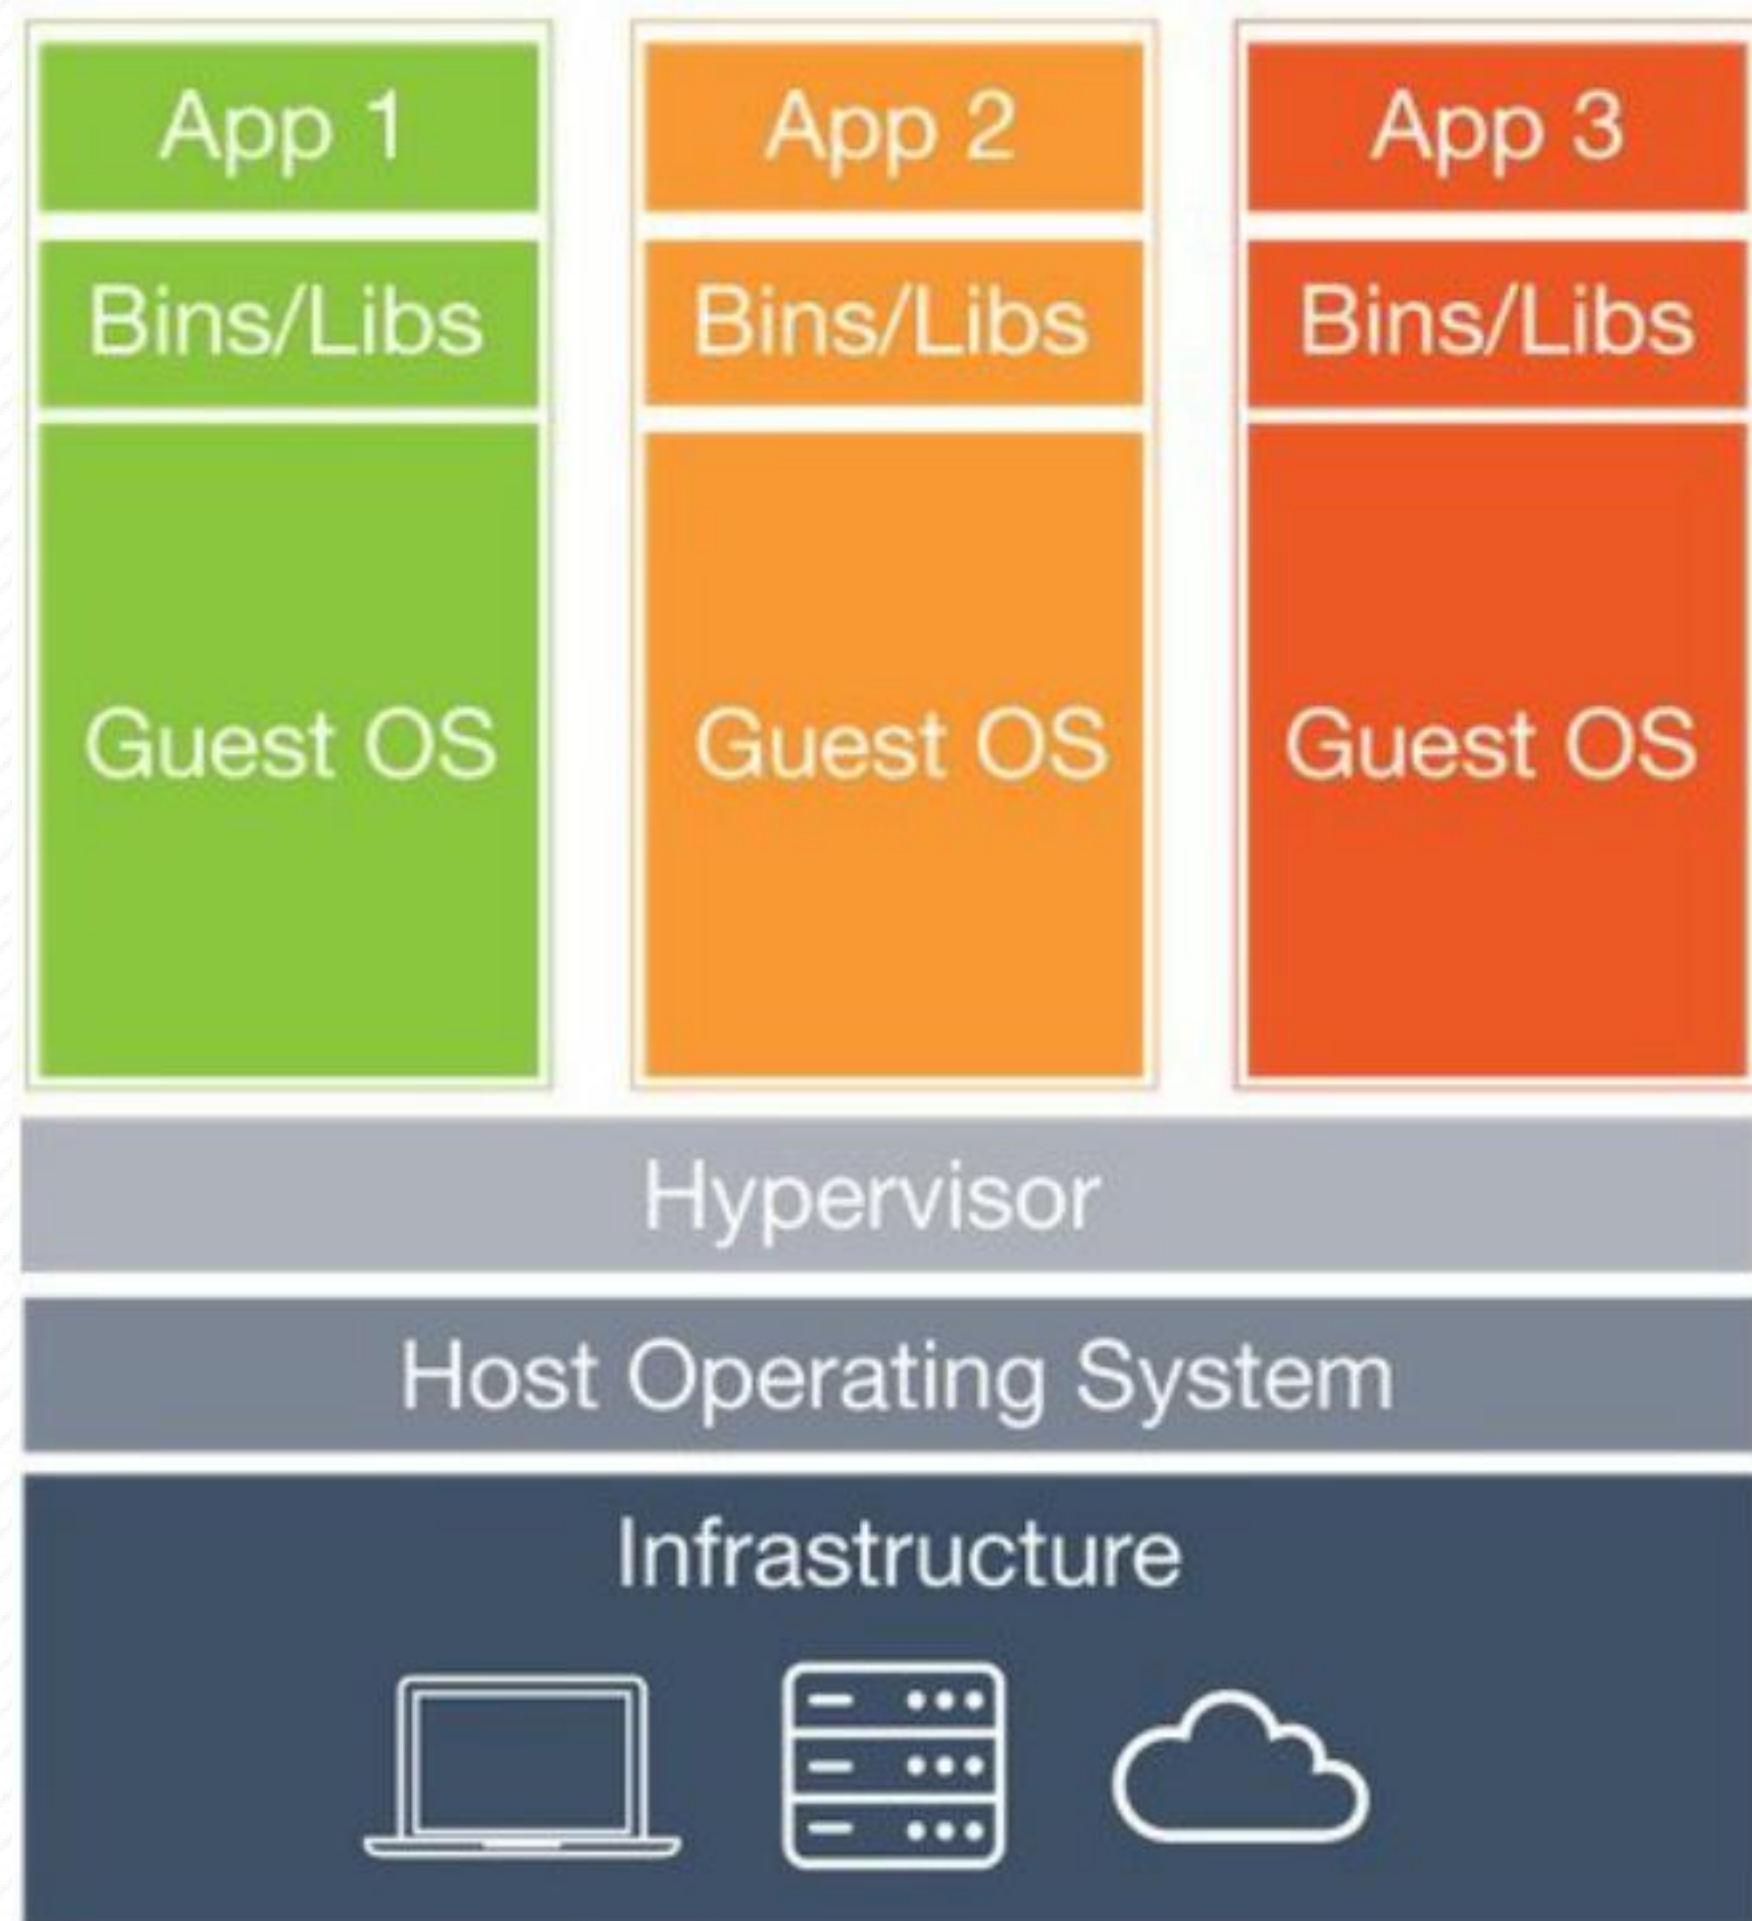 App 1
App 2
App 3
Bins/Libs
Bins/Libs
Bins/Libs
Guest OS
Guest OS
Guest OS
Hypervisor
Host Operating System
Infrastructure